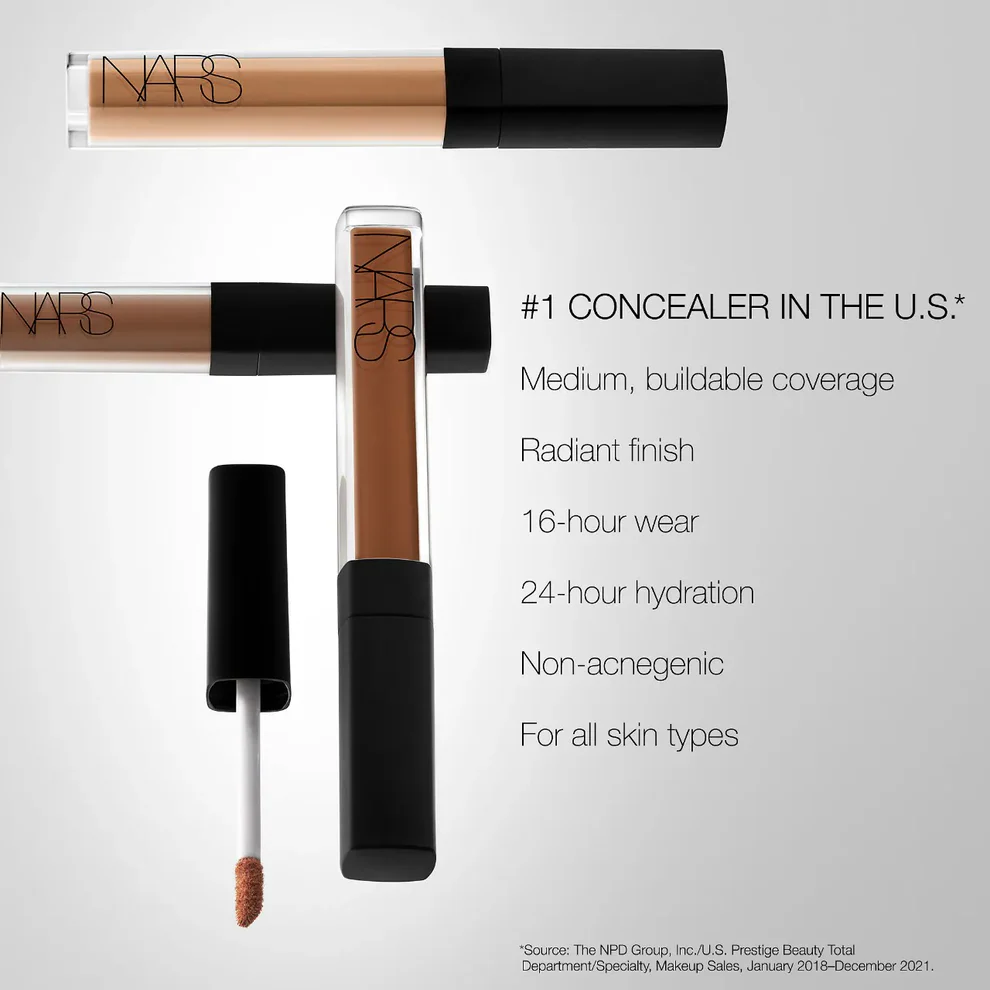 NARS
NARS
NARS
#1 CONCEALER IN THE U.S.*
Medium, buildable coverage
Radiant finish
16-hour wear
24-hour hydration
Non-acnegenic
For all skin types
*Source: The NPD Group, Inc./U.S. Prestige Beauty Total
Department/Specialty, Makeup Sales, January 2018–December 2021.